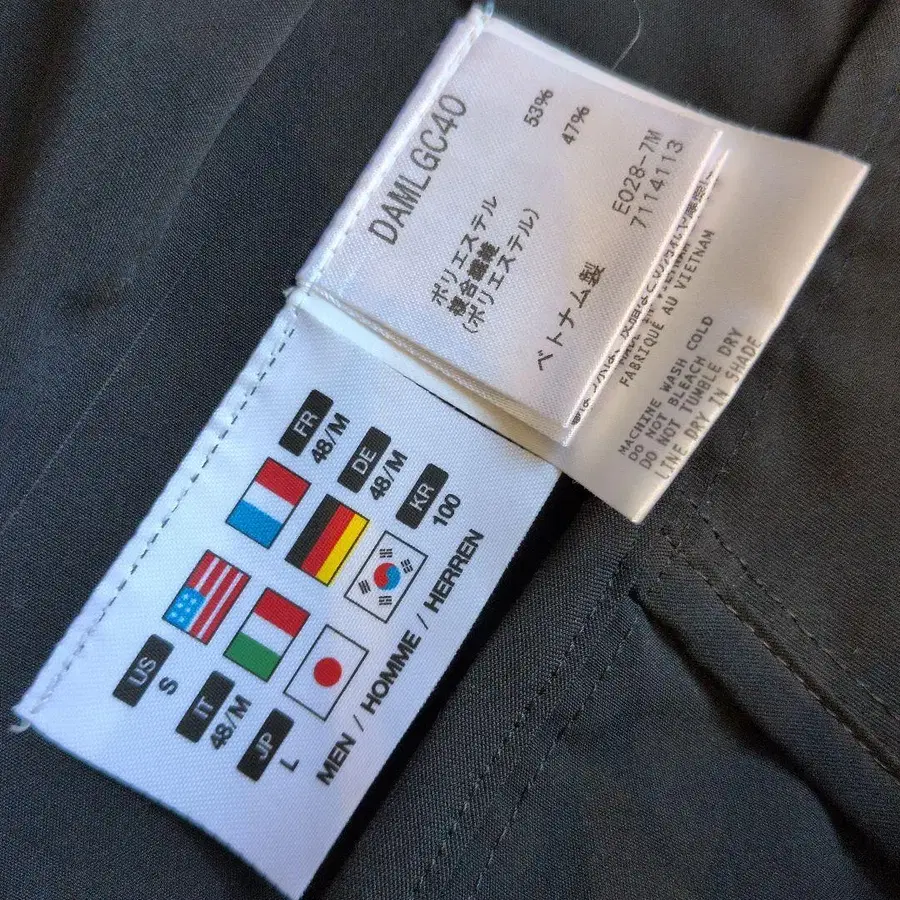 DAMLGC40
ポリエステル 53%
複合繊維 47%
(ポリエステル)
ベトナム製
E028-7M
7114113
FABRIQUÉ AU VIETNAM
MACHINE WASH COLD
DO NOT BLEACH
DO NOT TUMBLE DRY
LINE DRY IN SHADE
US
S
FR
48/M
IT
48/M
DE
48/M
JP
L
KR
100
MEN / HOMME / HERREN